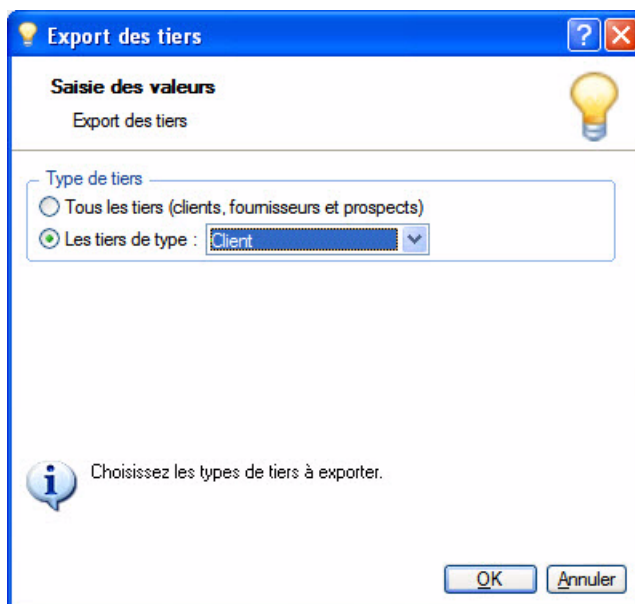 Export des tiers
Saisie des valeurs
Export des tiers
Type de tiers
Tous les tiers (clients, fournisseurs et prospects)
Les tiers de type : Client
Choisissez les types de tiers à exporter.
OK Annuler